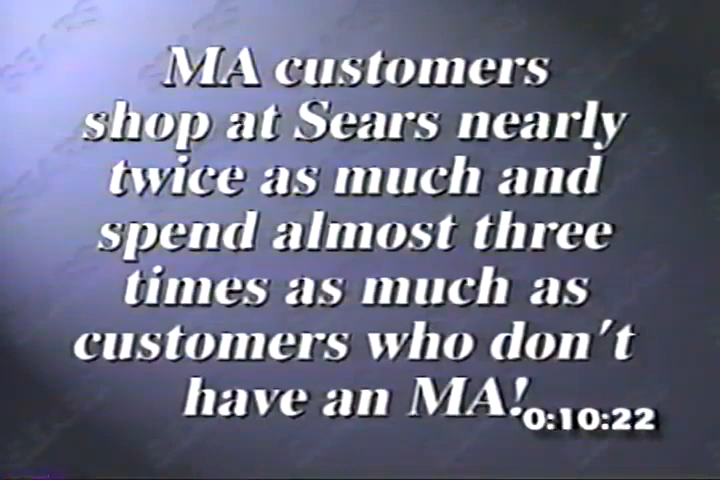 MA customers
shop at Sears nearly
twice as much and
spend almost three
times as much as
customers who don't
have an MA!
0:10:22